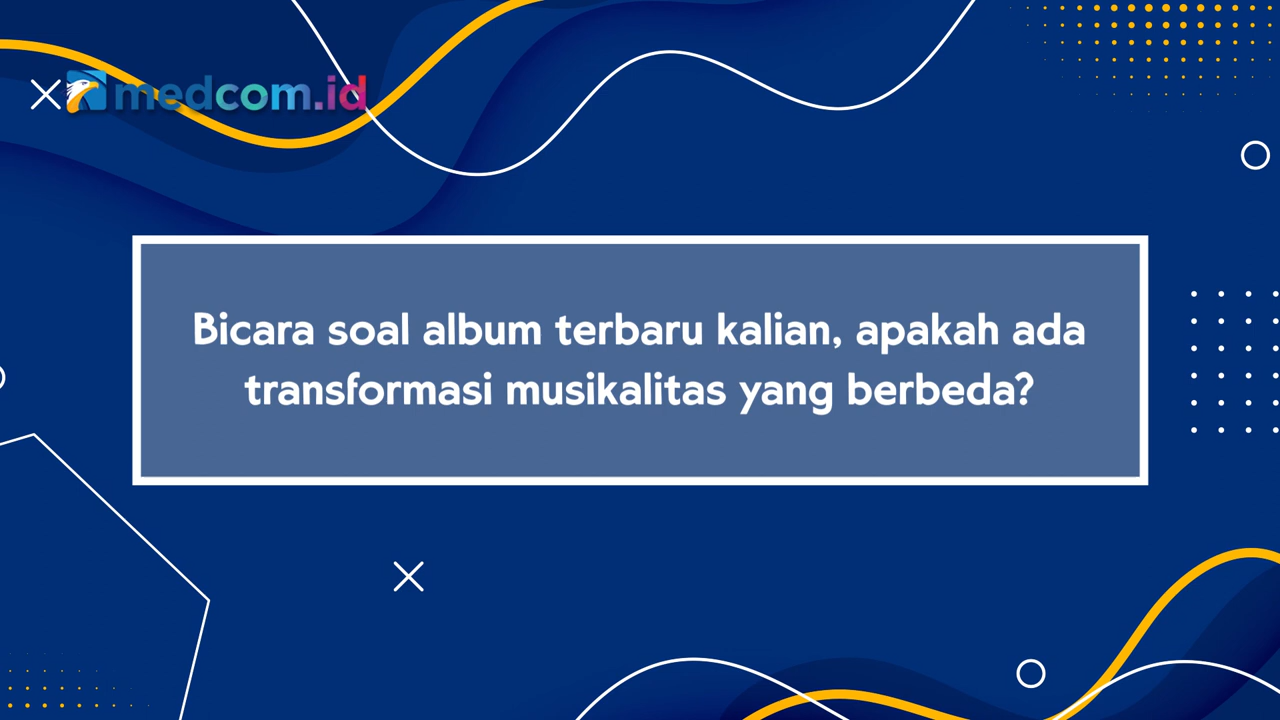 medcom.id
Bicara soal album terbaru kalian, apakah ada
transformasi musikalitas yang berbeda?